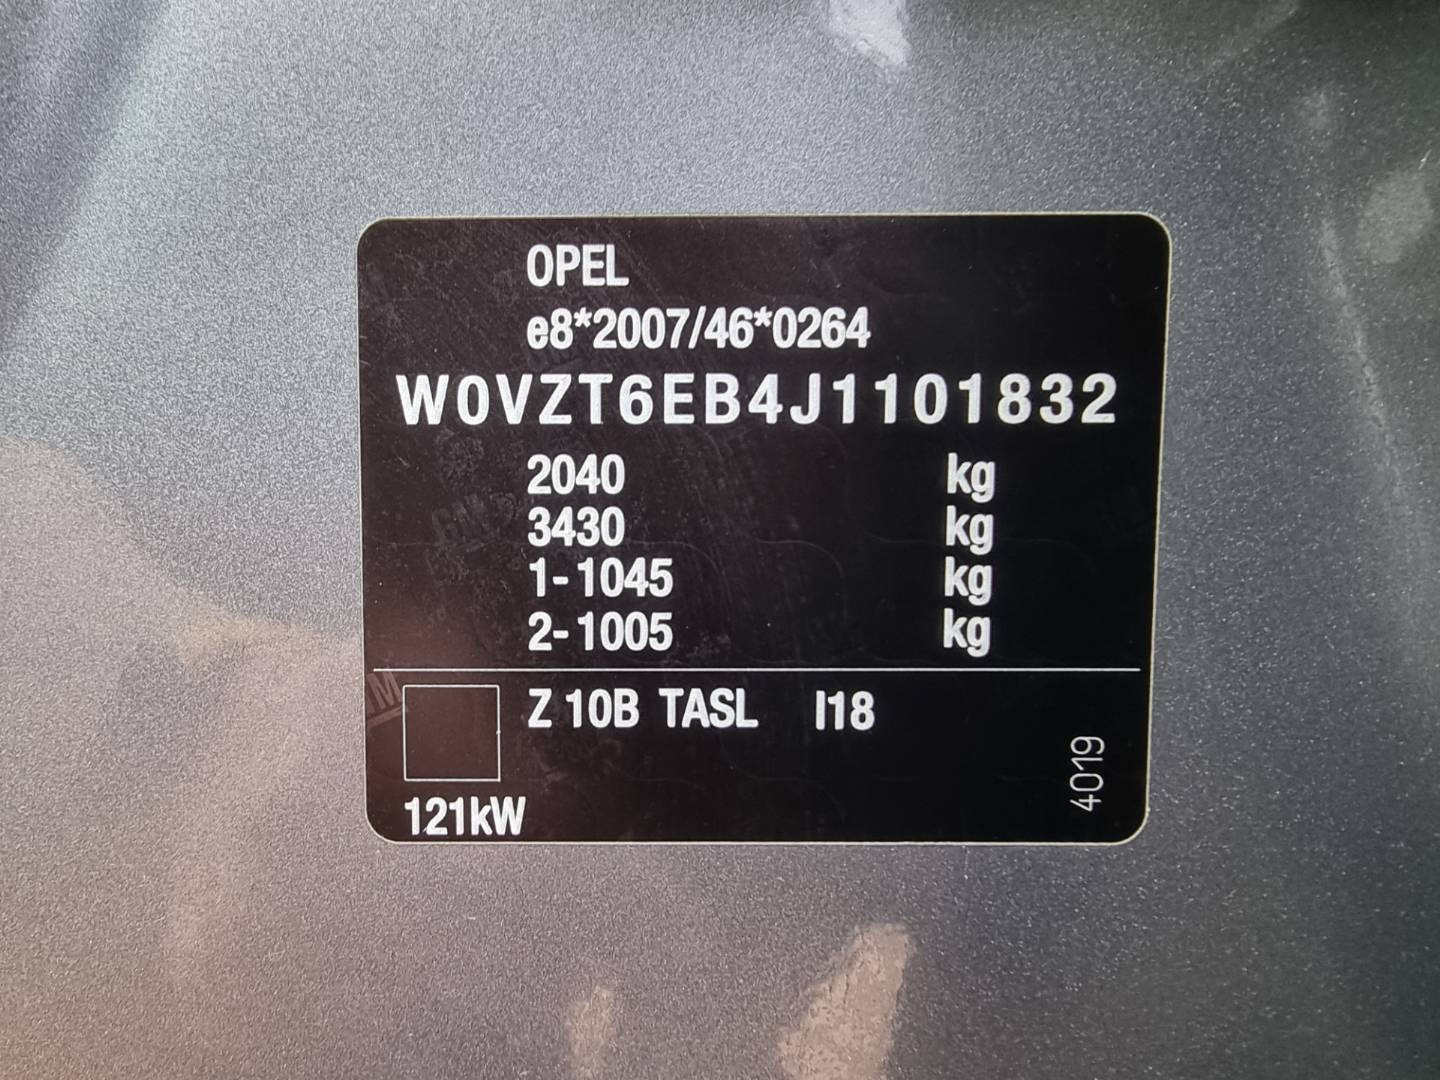 OPEL
e8*2007/46*0264
W0VZT6EB4J1101832
2040 kg
3430 kg
1-1045 kg
2-1005 kg
Z 10B TASL I18
4019
121kW